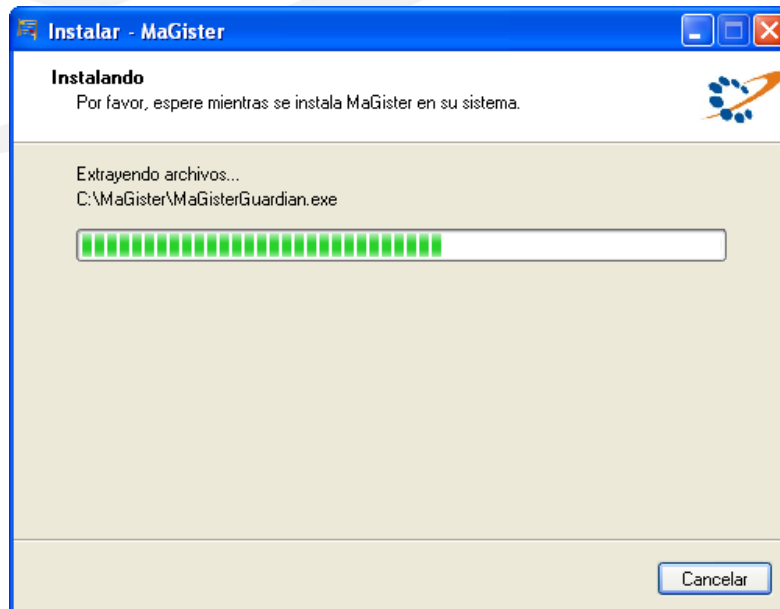 Instalar - MaGister
Instalando
Por favor, espere mientras se instala MaGister en su sistema.
Extrayendo archivos...
C:\MaGister\MaGisterGuardian.exe
Cancelar